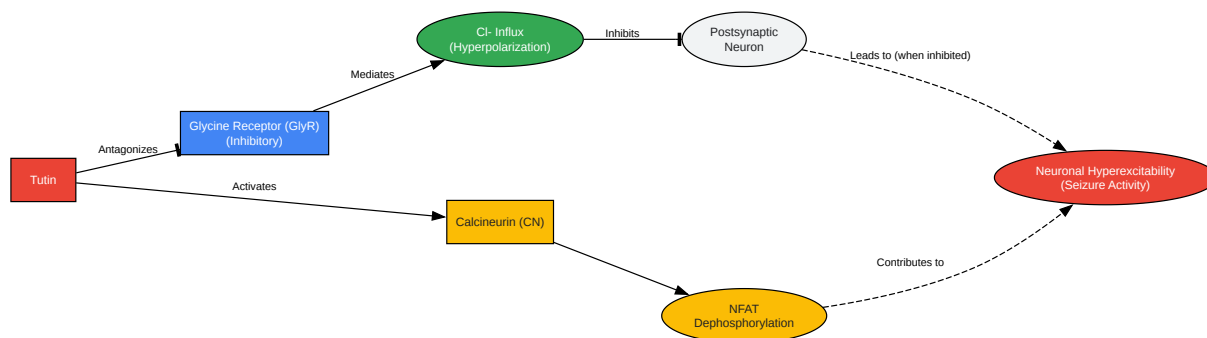 Cl- Influx
(Hyperpolarization)
Inhibits
Postsynaptic
Neuron
Leads to (when inhibited)
Mediates
Glycine Receptor (GlyR)
(Inhibitory)
Antagonizes
Tutin
Activates
Neuronal Hyperexcitability
(Seizure Activity)
Calcineurin (CN)
Contributes to
NFAT
Dephosphorylation